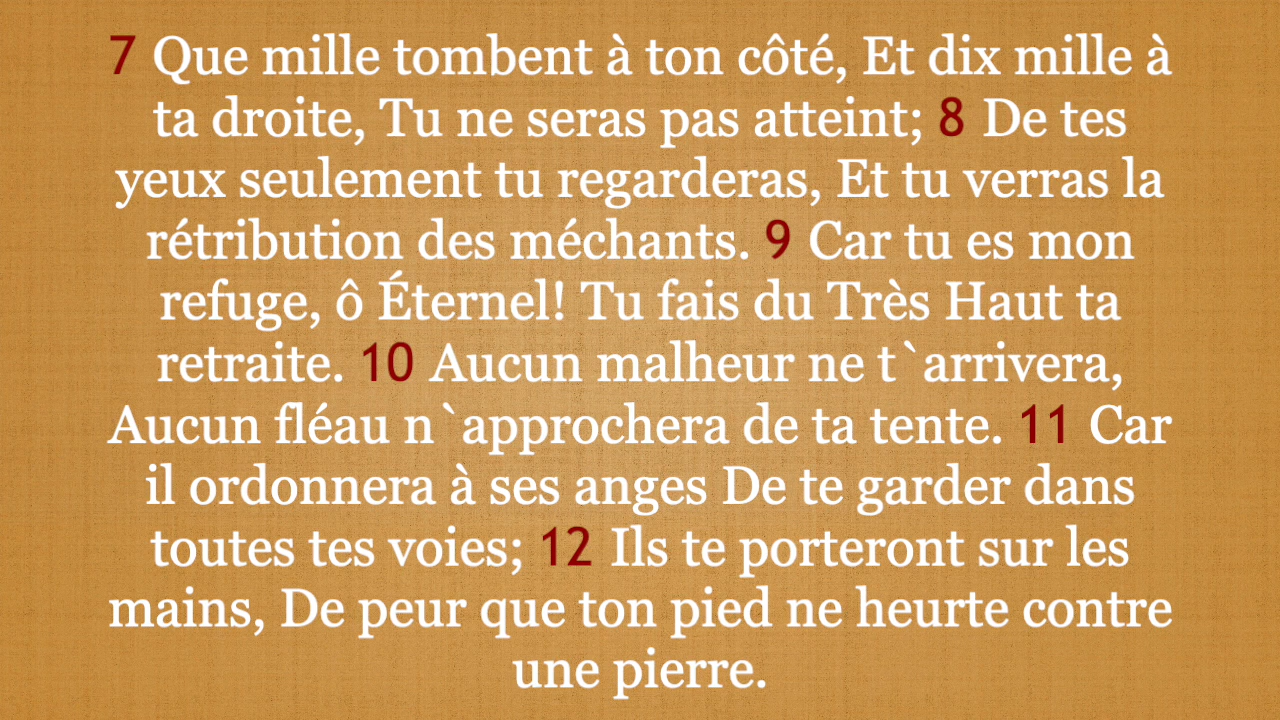 7 Que mille tombent à ton côté, Et dix mille à
ta droite, Tu ne seras pas atteint; 8 De tes
yeux seulement tu regarderas, Et tu verras la
rétribution des méchants. 9 Car tu es mon
refuge, ô Éternel! Tu fais du Très Haut ta
retraite. 10 Aucun malheur ne t`arrivera,
Aucun fléau n`approchera de ta tente. 11 Car
il ordonnera à ses anges De te garder dans
toutes tes voies; 12 Ils te porteront sur les
mains, De peur que ton pied ne heurte contre
une pierre.